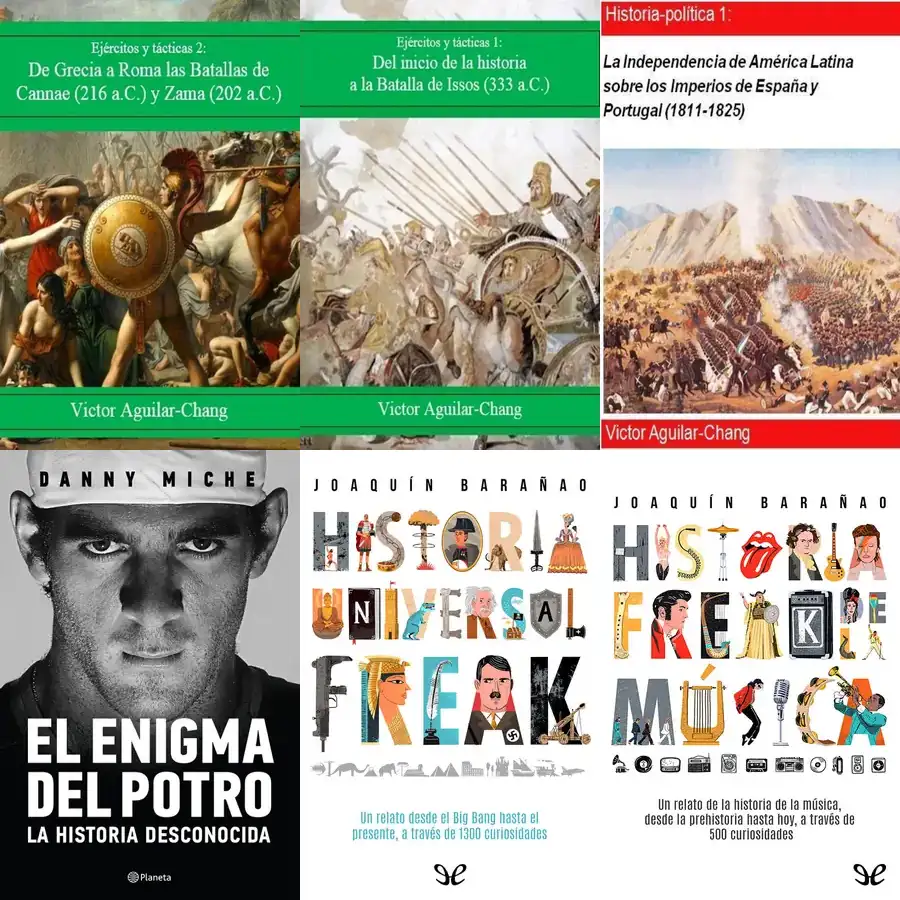 Ejércitos y tácticas 2:
De Grecia a Roma las Batallas de
Cannae (216 a.C.) y Zama (202 a.C.)
Victor Aguilar-Chang
Ejércitos y tácticas 1:
Del inicio de la historia
a la Batalla de Issos (333 a.C.)
Victor Aguilar-Chang
Historia-política 1:
La Independencia de América Latina
sobre los Imperios de España y
Portugal (1811-1825)
Victor Aguilar-Chang
DANNY MICHE
EL ENIGMA
DEL POTRO
LA HISTORIA DESCONOCIDA
Planeta
JOAQUÍN BARAÑAO
HISTORIA
UNIVERSAL
FREAK
Un relato desde el Big Bang hasta el
presente, a través de 1300 curiosidades
JOAQUÍN BARAÑAO
HISTORIA
FREAK DE LA
MÚSICA
Un relato de la historia de la música,
desde la prehistoria hasta hoy, a través de
500 curiosidades